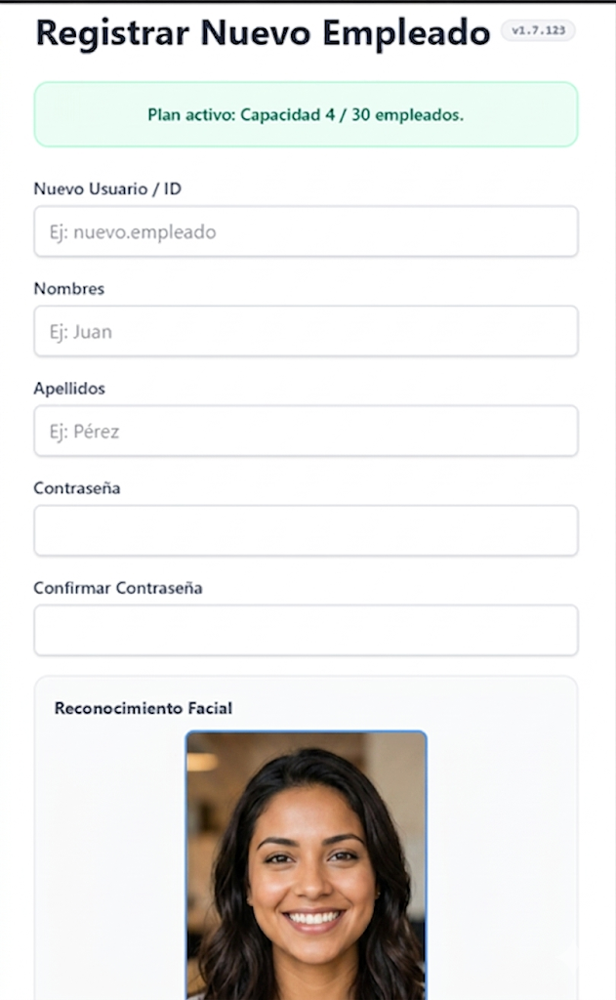 Registrar Nuevo Empleado v1.7.123
Plan activo: Capacidad 4 / 30 empleados.
Nuevo Usuario / ID
Ej: nuevo.empleado
Nombres
Ej: Juan
Apellidos
Ej: Pérez
Contraseña
Confirmar Contraseña
Reconocimiento Facial